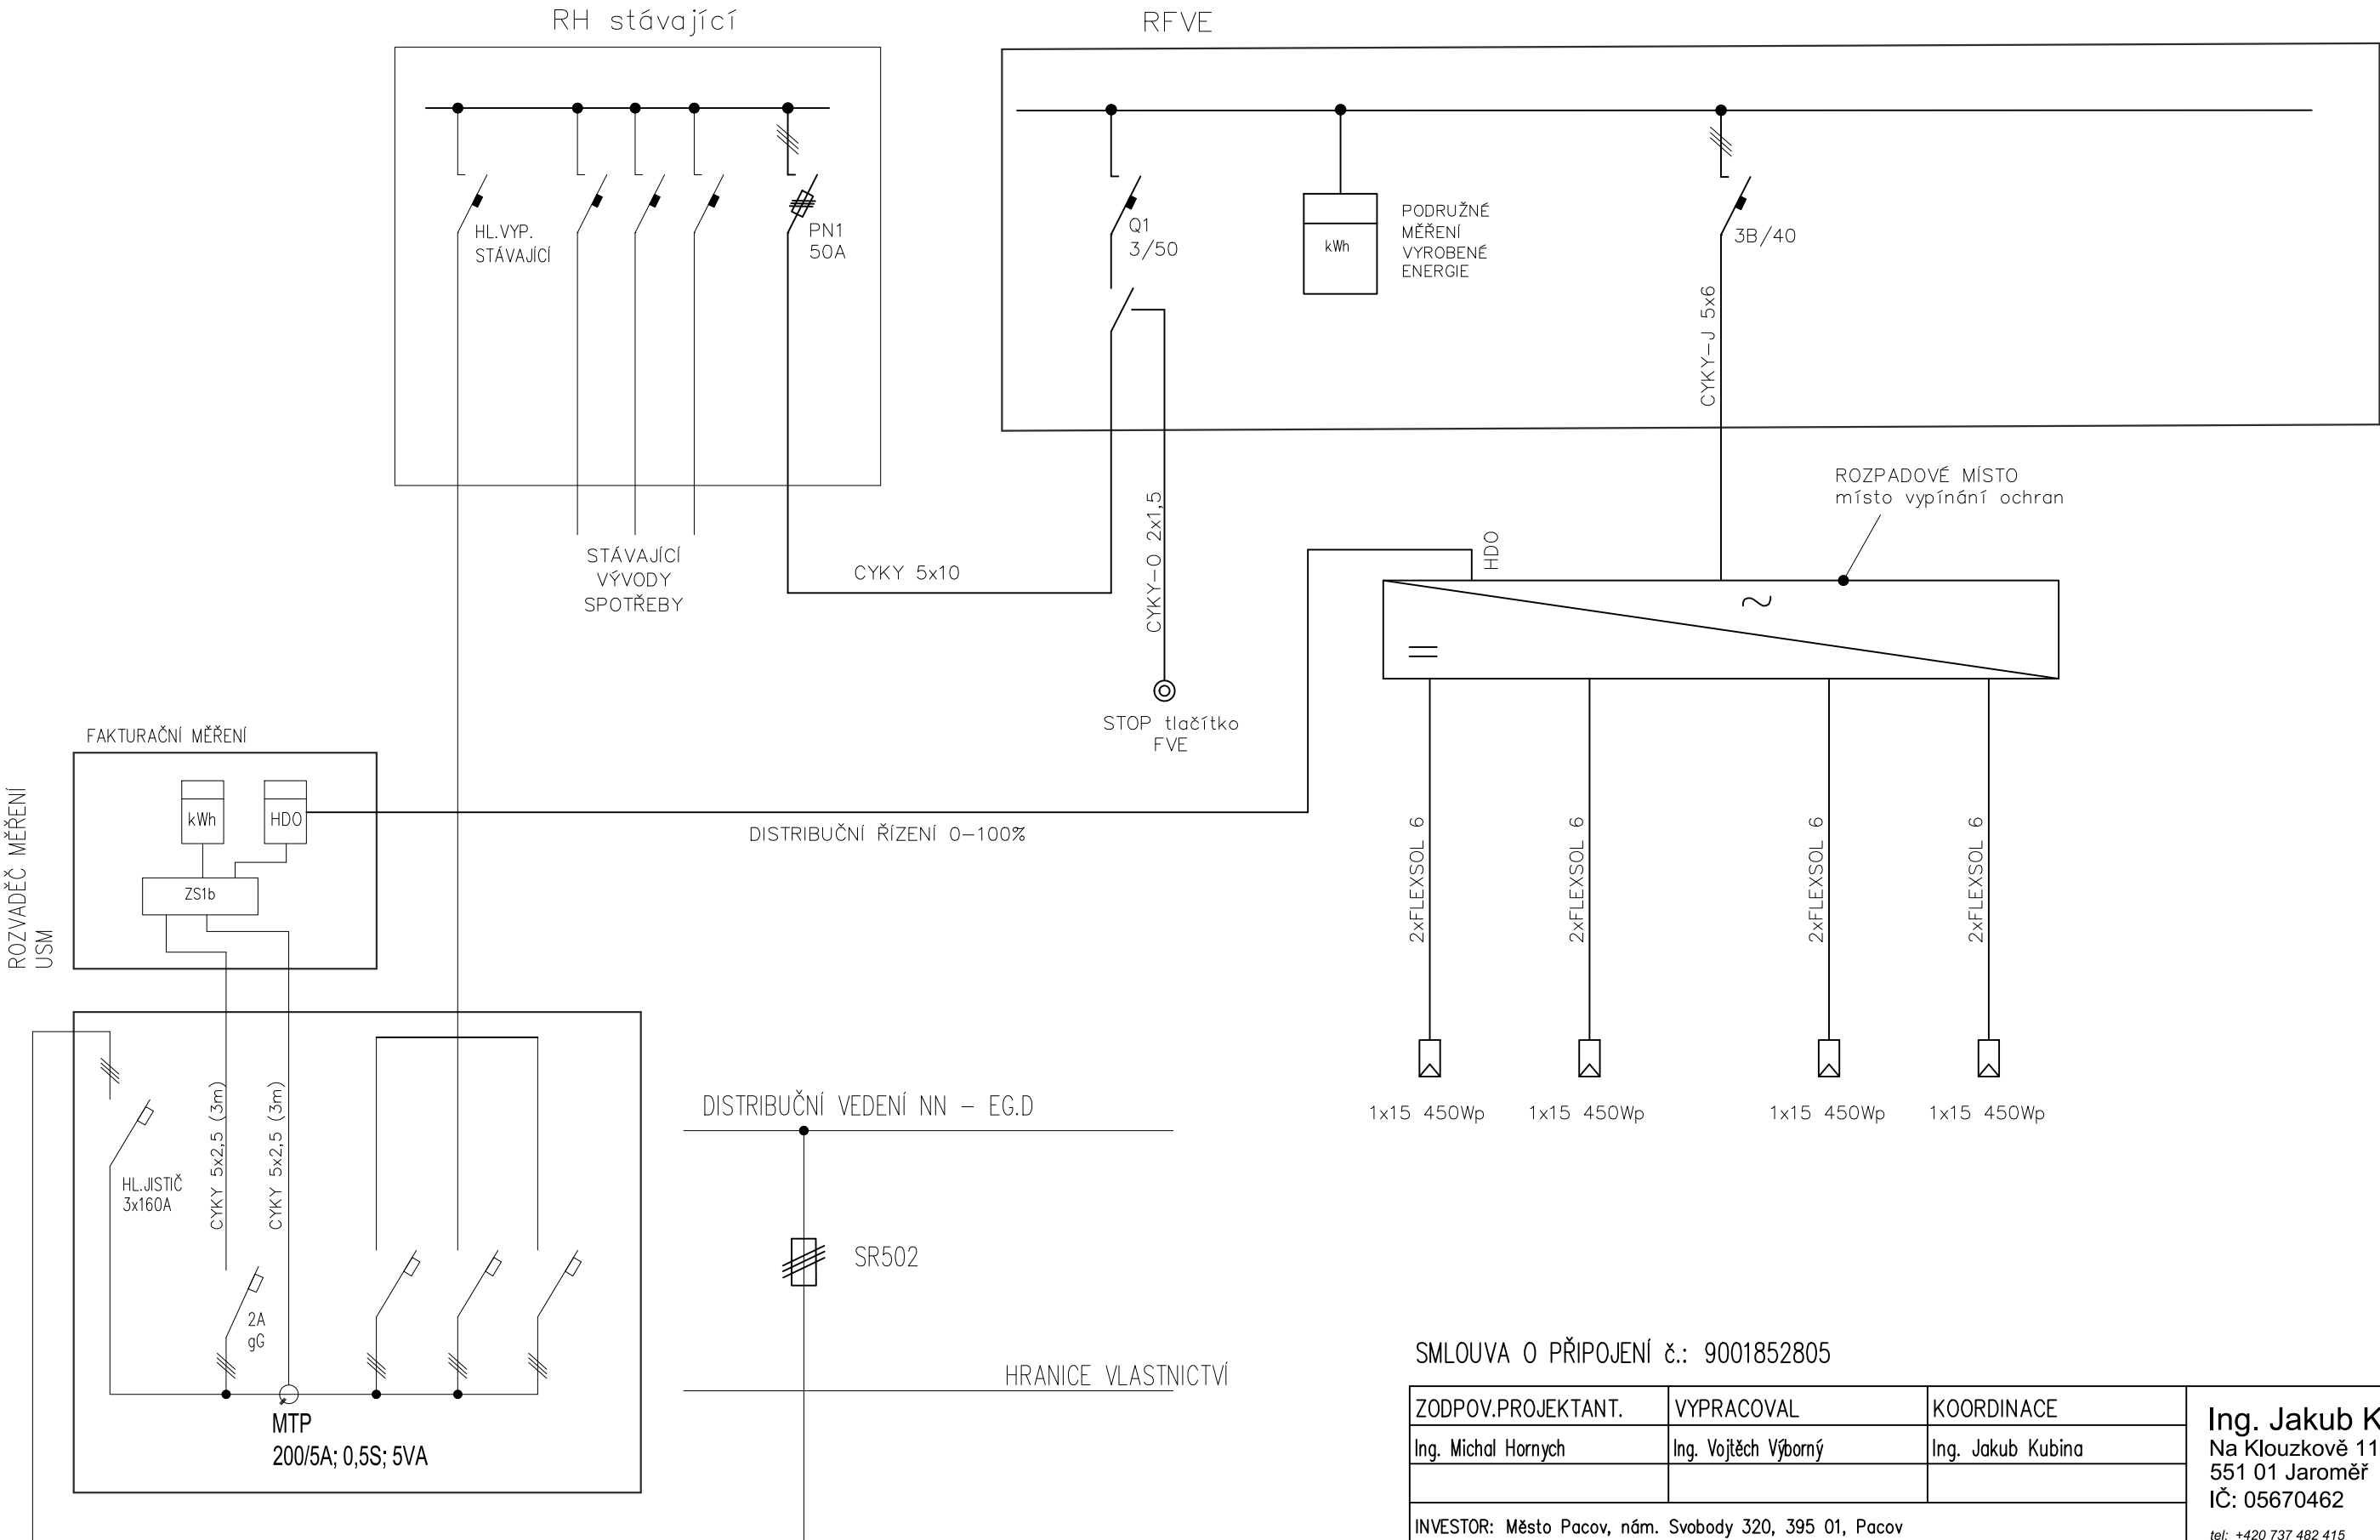 RH stávající
RFVE
HL.VYP.
STÁVAJÍCÍ
PN1
50A
Q1
3/50
kWh
PODRUŽNÉ
MĚŘENÍ
VYROBENÉ
ENERGIE
3B/40
CYKY-J 5x6
ROZPADOVÉ MÍSTO
místo vypínání ochran
STÁVAJÍCÍ
VÝVODY
SPOTŘEBY
CYKY 5x10
CYKY-O 2x1,5
HDO
~
=
STOP tlačítko
FVE
FAKTURAČNÍ MĚŘENÍ
ROZVADĚČ MĚŘENÍ
USM
kWh
HDO
ZS1b
DISTRIBUČNÍ ŘÍZENÍ 0-100%
2xFLEXSOL 6
2xFLEXSOL 6
2xFLEXSOL 6
2xFLEXSOL 6
1x15 450Wp
1x15 450Wp
1x15 450Wp
1x15 450Wp
HL.JISTIČ
3x160A
CYKY 5x2,5 (3m)
CYKY 5x2,5 (3m)
2A
gG
MTP
200/5A; 0,5S; 5VA
DISTRIBUČNÍ VEDENÍ NN - EG.D
SR502
HRANICE VLASTNICTVÍ
SMLOUVA O PŘIPOJENÍ č.: 9001852805
ZODPOV.PROJEKTANT.
VYPRACOVAL
KOORDINACE
Ing. Michal Hornych
Ing. Vojtěch Výborný
Ing. Jakub Kubina
INVESTOR: Město Pacov, nám. Svobody 320, 395 01, Pacov
Ing. Jakub K
Na Klouzkově 11
551 01 Jaroměř
IČ: 05670462
tel: +420 737 482 415